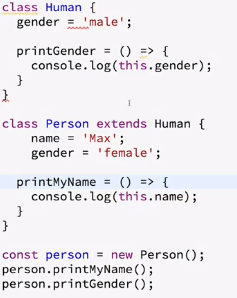 class Human {
  gender = 'male';

  printGender = () => {
    console.log(this.gender);
  }
}

class Person extends Human {
    name = 'Max';
    gender = 'female';

  printMyName = () => {
    console.log(this.name);
  }
}

const person = new Person();
person.printMyName();
person.printGender();